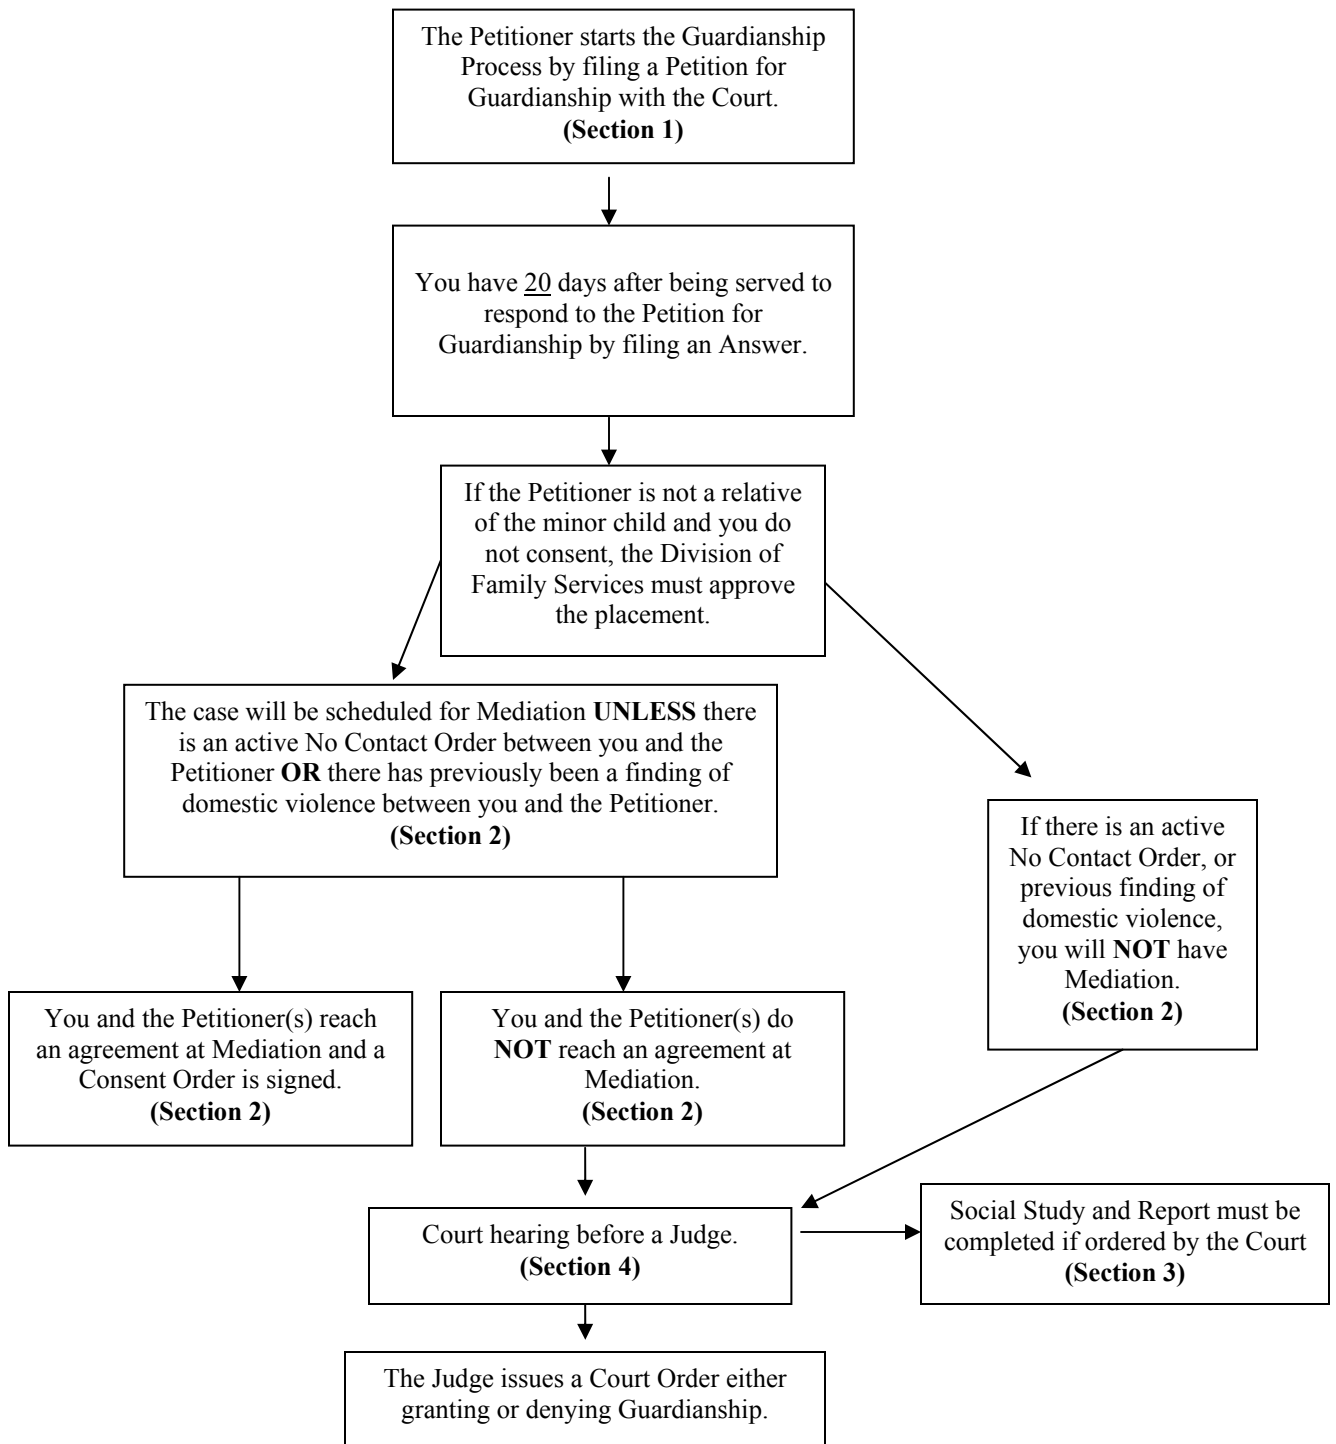 The Petitioner starts the Guardianship
Process by filing a Petition for
Guardianship with the Court.
(Section 1)
You have 20 days after being served to
respond to the Petition for
Guardianship by filing an Answer.
If the Petitioner is not a relative
of the minor child and you do
not consent, the Division of
Family Services must approve
the placement.
The case will be scheduled for Mediation UNLESS there
is an active No Contact Order between you and the
Petitioner OR there has previously been a finding of
domestic violence between you and the Petitioner.
(Section 2)
If there is an active
No Contact Order, or
previous finding of
domestic violence,
you will NOT have
Mediation.
(Section 2)
You and the Petitioner(s) reach
an agreement at Mediation and a
Consent Order is signed.
(Section 2)
You and the Petitioner(s) do
NOT reach an agreement at
Mediation.
(Section 2)
Court hearing before a Judge.
(Section 4)
Social Study and Report must be
completed if ordered by the Court
(Section 3)
The Judge issues a Court Order either
granting or denying Guardianship.